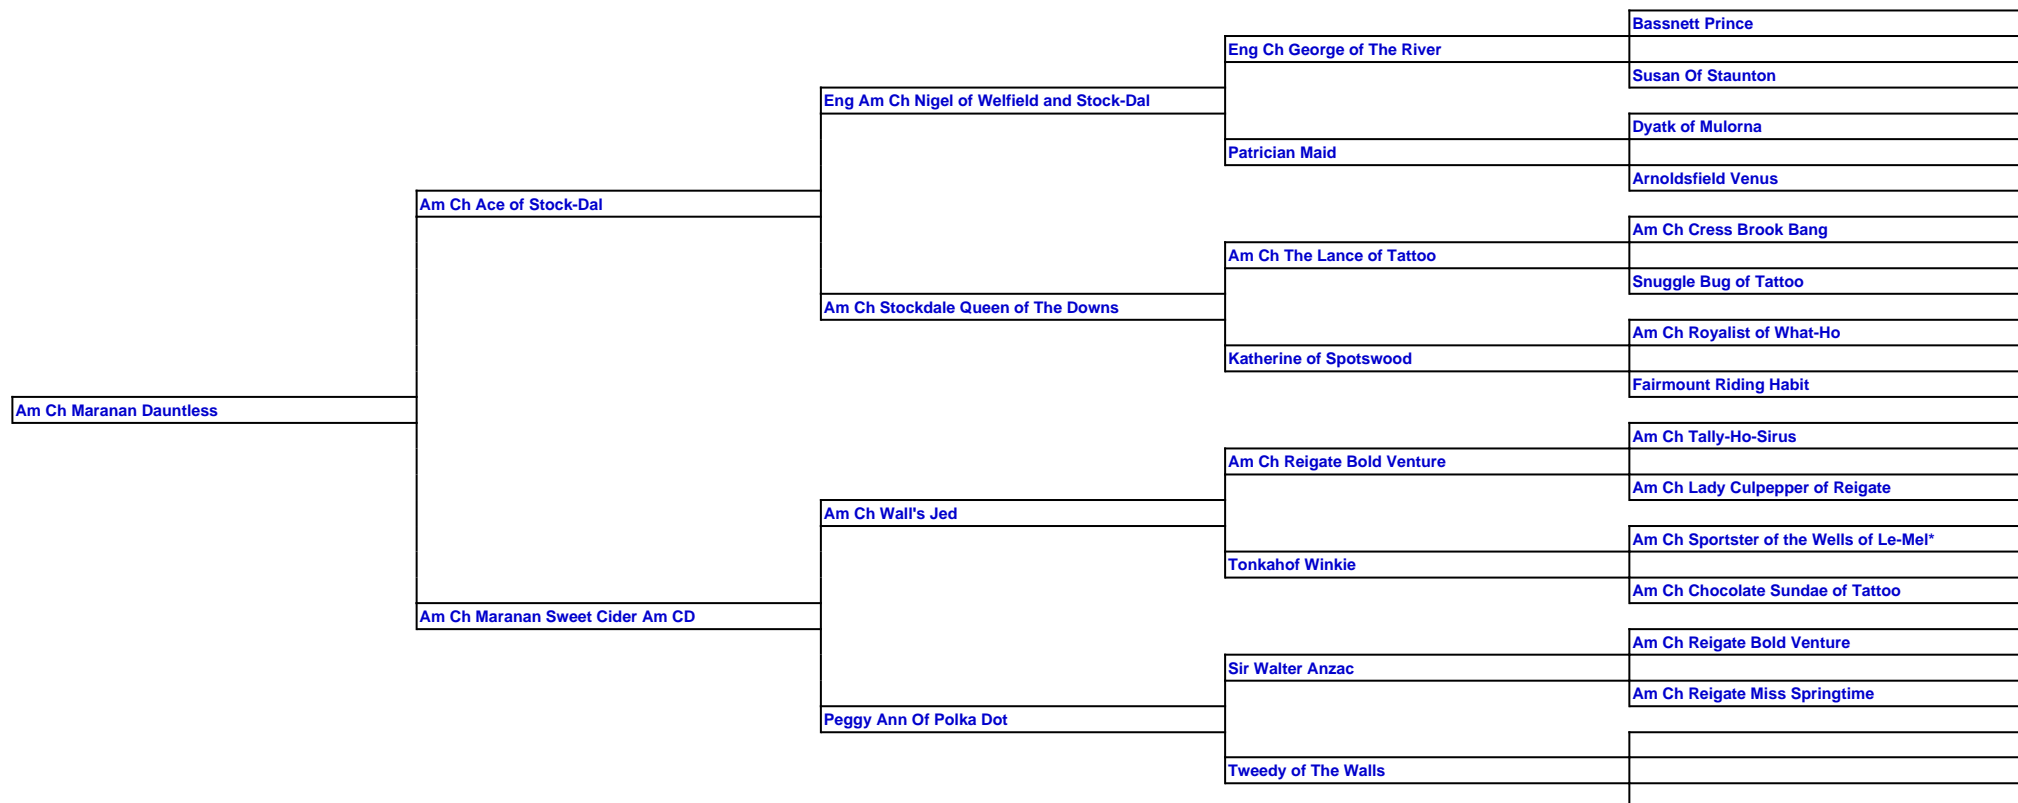 Bassnett Prince
Eng Ch George of The River
Susan Of Staunton
Eng Am Ch Nigel of Welfield and Stock-Dal
Dyatk of Mulorna
Patrician Maid
Arnoldsfield Venus
Am Ch Ace of Stock-Dal
Am Ch Cress Brook Bang
Am Ch The Lance of Tattoo
Snuggle Bug of Tattoo
Am Ch Stockdale Queen of The Downs
Am Ch Royalist of What-Ho
Katherine of Spotswood
Fairmount Riding Habit
Am Ch Maranan Dauntless
Am Ch Tally-Ho-Sirus
Am Ch Reigate Bold Venture
Am Ch Lady Culpepper of Reigate
Am Ch Wall's Jed
Am Ch Sportster of the Wells of Le-Mel*
Tonkahof Winkie
Am Ch Chocolate Sundae of Tattoo
Am Ch Maranan Sweet Cider Am CD
Am Ch Reigate Bold Venture
Sir Walter Anzac
Am Ch Reigate Miss Springtime
Peggy Ann Of Polka Dot
Tweedy of The Walls